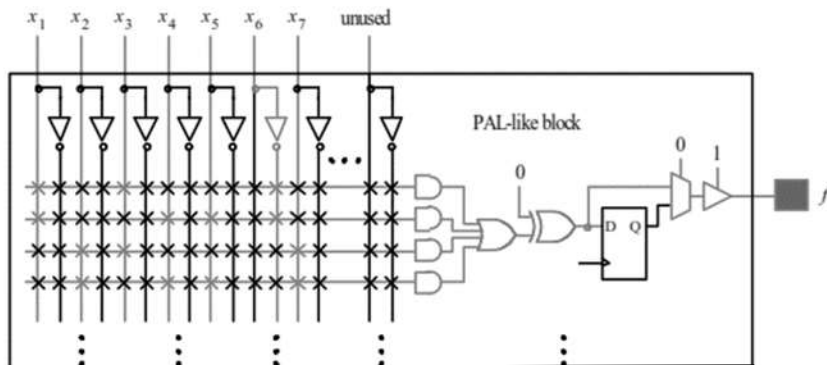 x₁ x₂ x₃ x₄ x₅ x₆ x₇ unused
PAL-like block
0
1
0
D Q
f